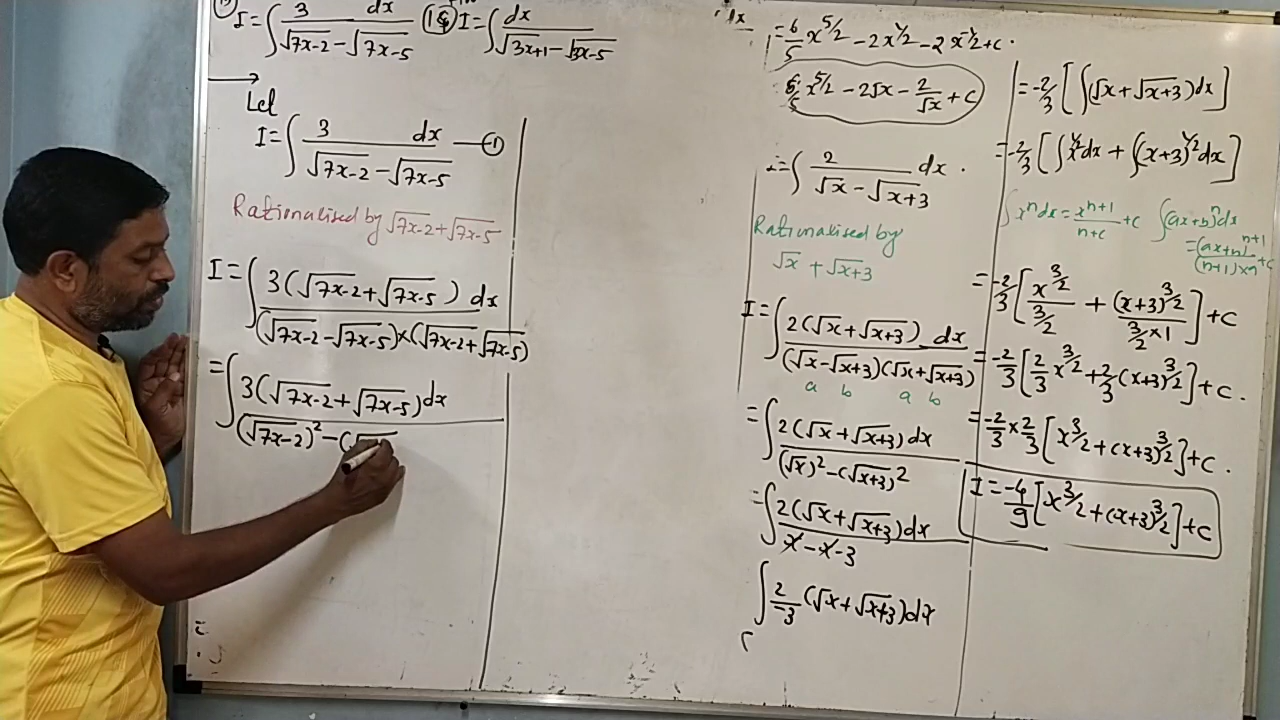 I = ∫ 3 dx / (√7x-2 - √7x-5) I = ∫ dx / (√3x+1 - √3x-5)
Let
I = ∫ 3 dx / (√7x-2 - √7x-5) —①
Rationalised by √7x-2 + √7x-5
I = ∫ 3(√7x-2 + √7x-5) dx / (√7x-2 - √7x-5)×(√7x-2 + √7x-5)
= ∫ 3(√7x-2 + √7x-5) dx / (√7x-2)² - (√
= 6/5 x^5/2 - 2x^1/2 - 2x^-1/2 + c.
6/5 x^5/2 - 2√x - 2/√x + c
= ∫ 2 / (√x - √x+3) dx.
Rationalised by
√x + √x+3
I = ∫ 2(√x + √x+3) dx / (√x - √x+3)(√x + √x+3)
a b a b
= ∫ 2(√x + √x+3) dx / (√x)² - (√x+3)²
= ∫ 2(√x + √x+3) dx / x - x - 3
∫ 2/-3 (√x + √x+3) dx
= -2/3 [∫(√x + √x+3) dx]
= -2/3 [∫x^1/2 dx + ∫(x+3)^1/2 dx]
∫x^n dx = x^n+1 / n+c + c ∫(ax+b)^n dx
= (ax+n)^n+1 / (n+1)×n + c
= -2/3 [x^3/2 / 3/2 + (x+3)^3/2 / 3/2 ×1] + c
= -2/3 [2/3 x^3/2 + 2/3 (x+3)^3/2] + c.
= -2/3 × 2/3 [x^3/2 + (x+3)^3/2] + c.
I = -4/9 [x^3/2 + (x+3)^3/2] + c